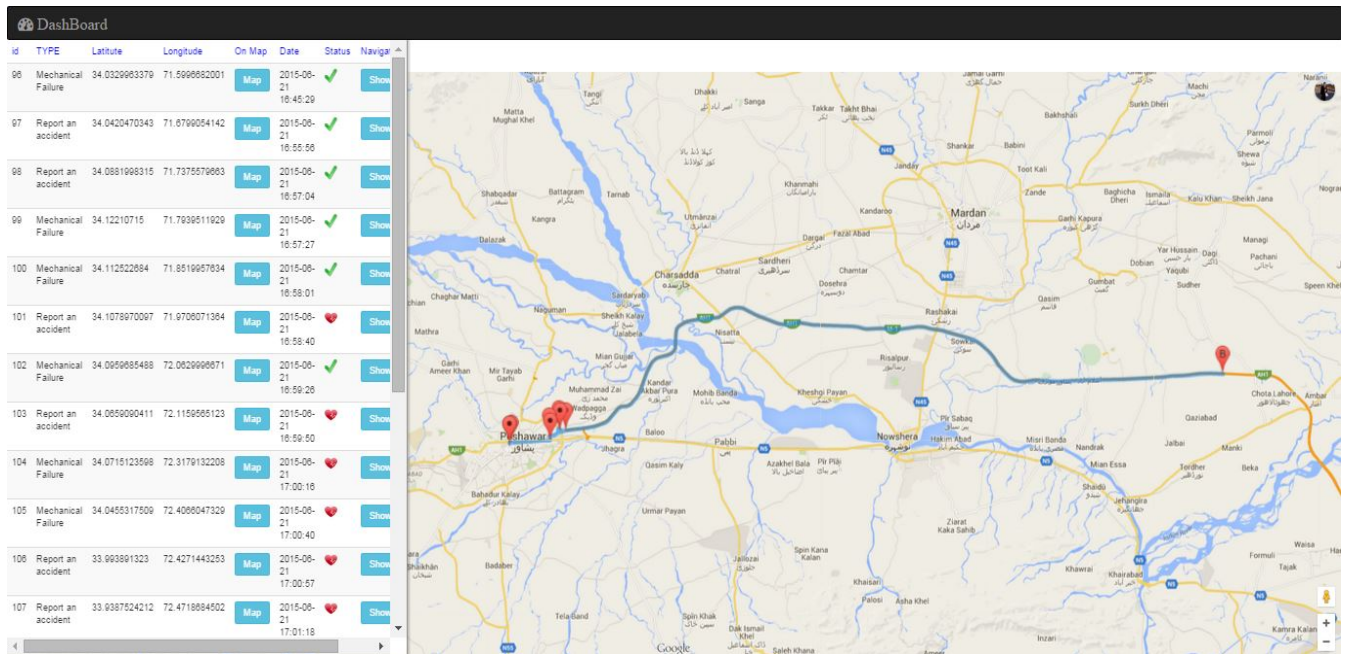 DashBoard
id TYPE Latitute Longitude On Map Date Status Navigat
96 Mechanical Failure 34.0329963379 71.5996682001 Map 2015-06-21 16:45:29 Show
97 Report an accident 34.0420470343 71.6799054142 Map 2015-06-21 16:55:56 Show
98 Report an accident 34.0881998315 71.7375579663 Map 2015-06-21 16:57:04 Show
99 Mechanical Failure 34.12210715 71.7939511929 Map 2015-06-21 16:57:27 Show
100 Mechanical Failure 34.112522684 71.8519957634 Map 2015-06-21 16:58:01 Show
101 Report an accident 34.1078970097 71.9706071364 Map 2015-06-21 16:58:40 Show
102 Mechanical Failure 34.0959685488 72.0629996671 Map 2015-06-21 16:59:26 Show
103 Report an accident 34.0659090411 72.1159565123 Map 2015-06-21 16:59:50 Show
104 Mechanical Failure 34.0715123598 72.3179132208 Map 2015-06-21 17:00:16 Show
105 Mechanical Failure 34.0455317509 72.4066047329 Map 2015-06-21 17:00:40 Show
106 Report an accident 33.993891323 72.4271443253 Map 2015-06-21 17:00:57 Show
107 Report an accident 33.9387524212 72.4718684502 Map 2015-06-21 17:01:18 Show
Tangi
Dhakki
Sanga
Jamal Garhi
Machi
Naranji
Matta Mughal Khel
Takkar
Takht Bhai
Bakhshali
Surkh Dheri
Parmoli
Shewa
Janday
Shankar
Babini
Toot Kali
Shabqadar
Battagram
Tarnab
Khanmahi
Zande
Baghicha Dheri
Ismaila
Kalu Khan
Sheikh Jana
Kangra
Utmanzai
Kandaroo
Mardan
مردان
Garhi Kapura
Dalazak
Dargai
Fazal Abad
Yar Hussain
Dagi
Managi
Pachani
Dobian
Yaqubi
Charsadda
چارسدہ
Chatral
Sardheri
Chamtar
Dosehra
Gumbat
Sudher
Speen Khel
Chaghar Matti
Naguman
Sardaryab
Sheikh Kalay
Jalabela
Qasim
Rashakai
Mathra
Nisatta
Sowka
Garhi Ameer Khan
Mir Tayab Garhi
Mian Gujar
Risalpur
B
Muhammad Zai
Kandar
Akbar Pura
Mohib Banda
Kheshgi Payan
Chota Lahore
Ambar
Wadpagga
Peshawar
پشاور
Baloo
Jhagra
Pabbi
Nowshera
نوشہرہ
Pir Sabaq
Hakim Abad
Misri Banda
Nandrak
Qaziabad
Jalbai
Manki
Qasim Kaly
Azakhel Bala
Pir Piai
Mian Essa
Tordher
Beka
Bahadur Kalay
Shaidu
Jehangira
Urmar Payan
Ziarat Kaka Sahib
Shaikhan
Badaber
Jallozai
Spin Kana Kalan
Khaisari
Khawrai
Khairabad
Formuli
Waisa
Tajak
Palosi
Asha Khel
Tela Band
Spin Khak
Dak Ismail Khel
Saleh Khana
Inzari
Kamra Kalan
N45
N5
N55
AH1
Google